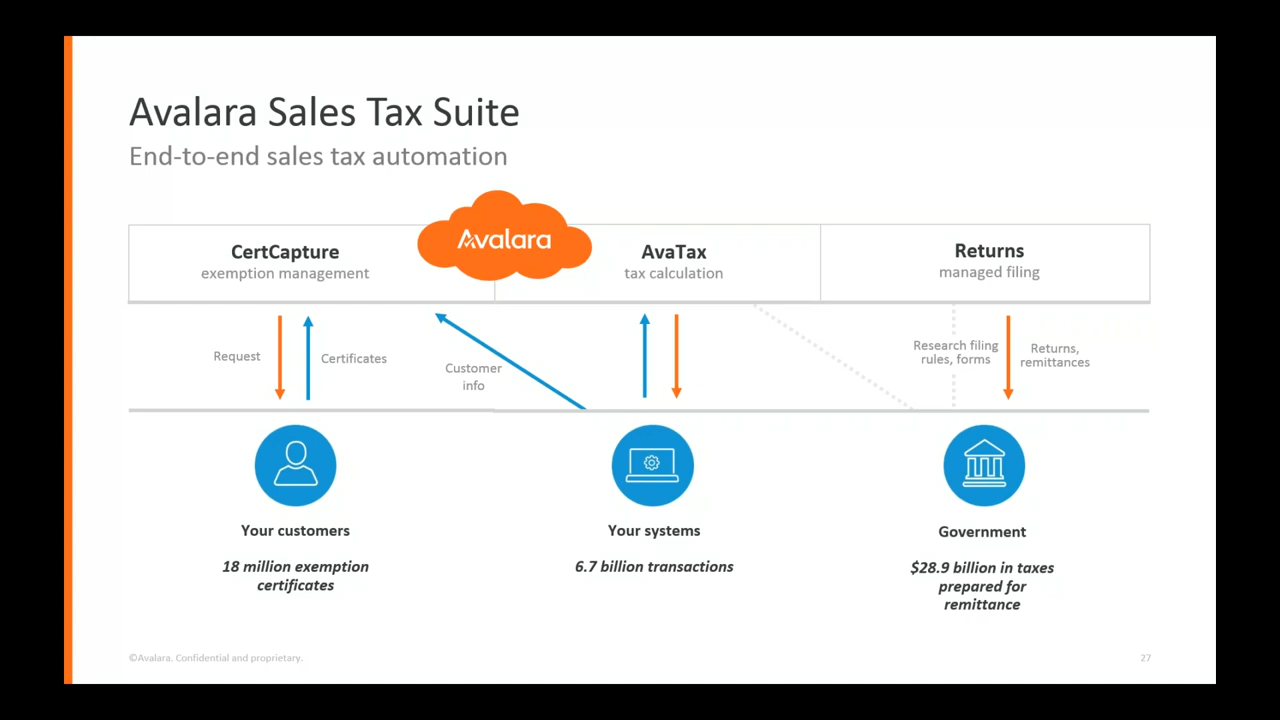 Avalara Sales Tax Suite
End-to-end sales tax automation
Avalara
CertCapture
exemption management
AvaTax
tax calculation
Returns
managed filing
Request
Certificates
Customer
info
Research filing
rules, forms
Returns,
remittances
Your customers
18 million exemption
certificates
Your systems
6.7 billion transactions
Government
$28.9 billion in taxes
prepared for
remittance
©Avalara. Confidential and proprietary.
27